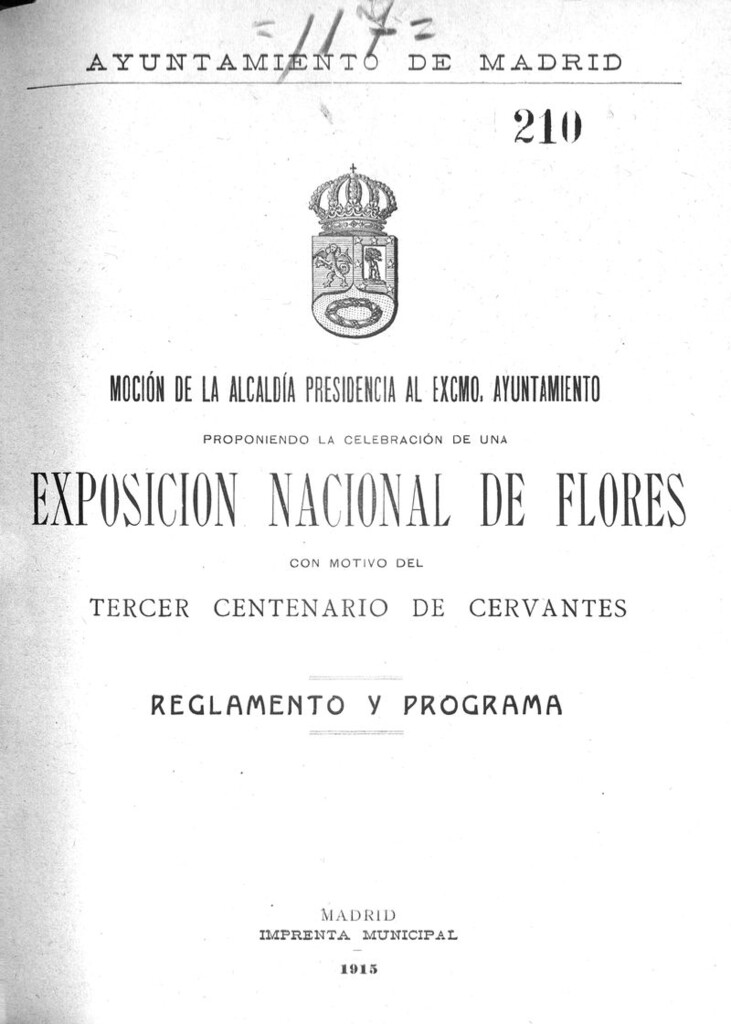 = 117 =
AYUNTAMIENTO DE MADRID
210
MOCIÓN DE LA ALCALDÍA PRESIDENCIA AL EXCMO. AYUNTAMIENTO
PROPONIENDO LA CELEBRACIÓN DE UNA
EXPOSICION NACIONAL DE FLORES
CON MOTIVO DEL
TERCER CENTENARIO DE CERVANTES
REGLAMENTO Y PROGRAMA
MADRID
IMPRENTA MUNICIPAL
1915